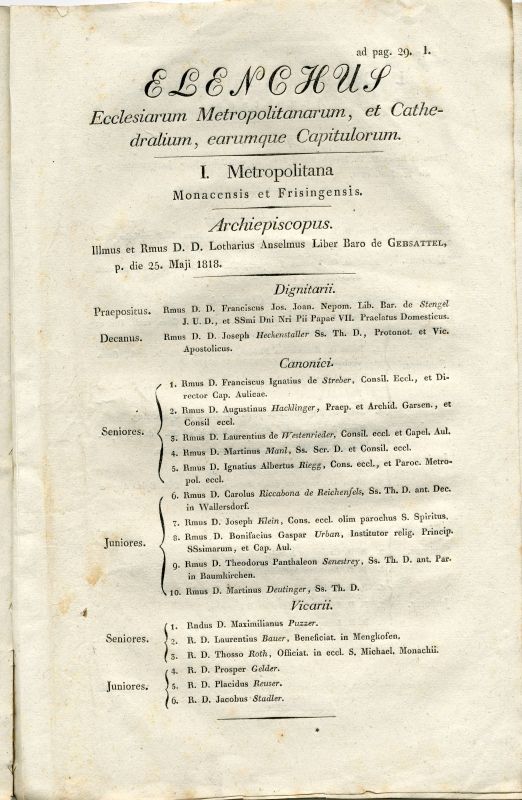 ad pag. 29. I.
ELENCHUS
Ecclesiarum Metropolitanarum, et Cathe-
dralium, earumque Capitulorum.
I. Metropolitana
Monacensis et Frisingensis.
Archiepiscopus.
Illmus et Rmus D. D. Lotharius Anselmus Liber Baro de GEBSATTEL,
p. die 25. Maji 1818.
Dignitarii.
Praepositus. Rmus D. D. Franciscus Jos. Joan. Nepom. Lib. Bar. de Stengel
J. U. D., et SSmi Dni Nri Pii Papae VII. Praelatus Domesticus.
Decanus. Rmus D. D. Joseph Heckenstaller Ss. Th. D., Protonot. et Vic.
Apostolicus.
Canonici.
Seniores.
1. Rmus D. Franciscus Ignatius de Streber, Consil. Eccl., et Di-
rector Cap. Aulicae.
2. Rmus D. Augustinus Hacklinger, Praep. et Archid. Garsen., et
Consil eccl.
3. Rmus D. Laurentius de Westenrieder, Consil. eccl. et Capel. Aul.
4. Rmus D. Martinus Manl, Ss. Scr. D. et Consil. eccl.
5. Rmus D. Ignatius Albertus Riegg, Cons. eccl., et Paroc. Metro-
pol. eccl.
Juniores.
6. Rmus D. Carolus Riccabona de Reichenfels, Ss. Th. D. ant. Dec.
in Wallersdorf.
7. Rmus D. Joseph Klein, Cons. eccl. olim parochus S. Spiritus.
8. Rmus D. Bonifacius Gaspar Urban, Institutor relig. Princip.
SSsimarum, et Cap. Aul.
9. Rmus D. Theodorus Panthaleon Senestrey, Ss. Th. D. ant. Par.
in Baumkirchen.
10. Rmus D. Martinus Deutinger, Ss. Th. D.
Vicarii.
Seniores.
1. Rndus D. Maximilianus Puzzer.
2. R. D. Laurentius Bauer, Beneficiat. in Mengkofen.
3. R. D. Thosso Roth, Officiat. in eccl. S. Michael. Monachii.
Juniores.
4. R. D. Prosper Gelder.
5. R. D. Placidus Reuser.
6. R. D. Jacobus Stadler.
*